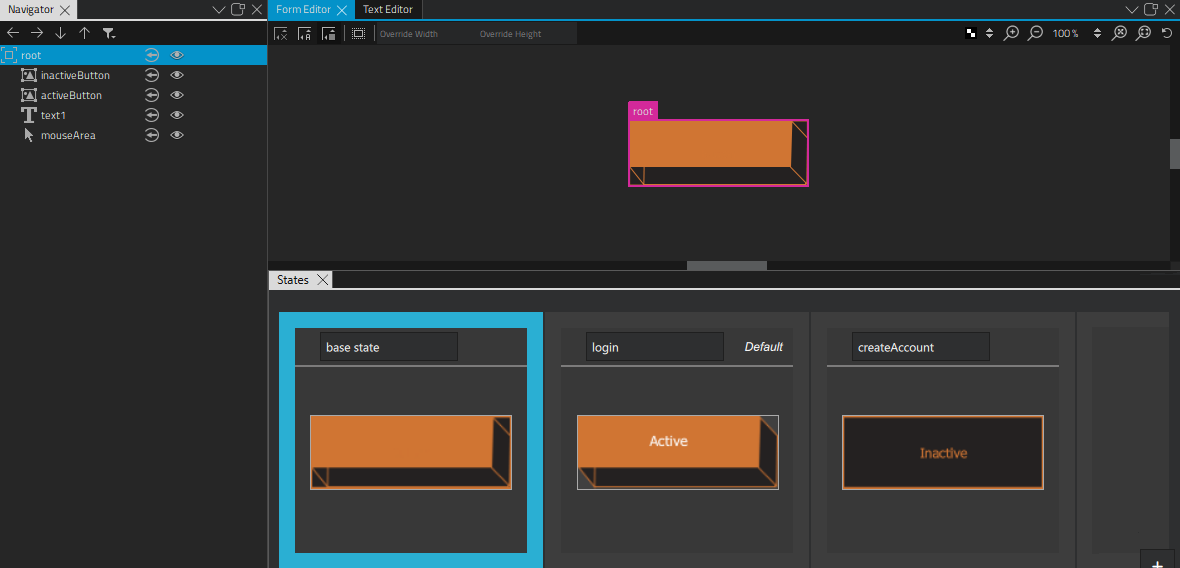 Navigator
Form Editor
Text Editor
Override Width
Override Height
100 %
root
inactiveButton
activeButton
text1
mouseArea
root
States
base state
login
Default
createAccount
Active
Inactive